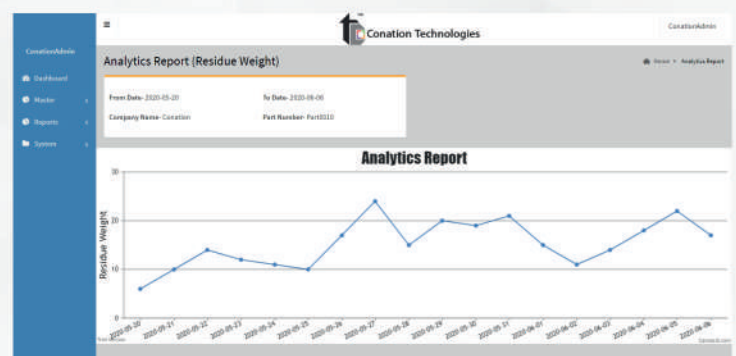 TM
Conation Technologies
ConationAdmin
ConationAdmin
Dashboard
Master
Reports
System
Analytics Report (Residue Weight)
Home > Analytics Report
From Date- 2020-05-20
To Date- 2020-06-06
Company Name- Conation
Part Number- Part0010
Analytics Report
Residue Weight
30
20
10
0
2020-05-20
2020-05-21
2020-05-22
2020-05-23
2020-05-24
2020-05-25
2020-05-26
2020-05-27
2020-05-28
2020-05-29
2020-05-30
2020-05-31
2020-06-01
2020-06-02
2020-06-03
2020-06-04
2020-06-05
2020-06-06